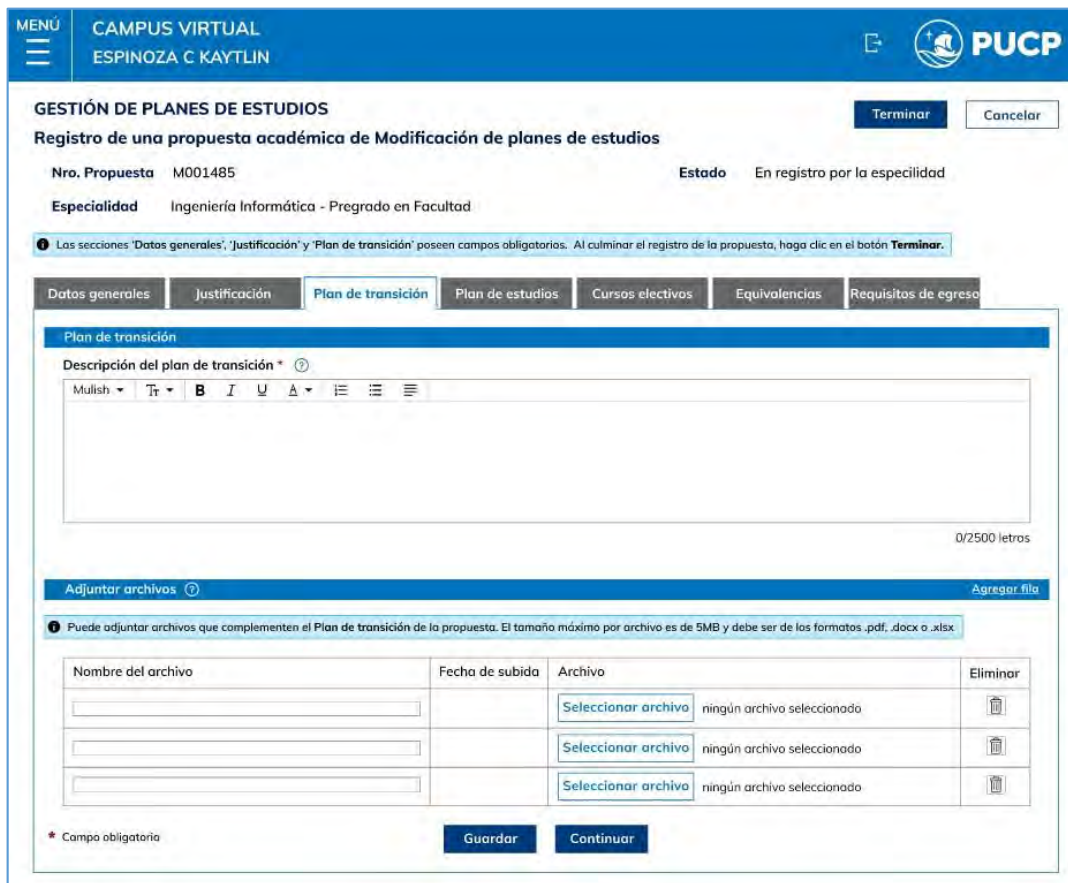 MENÚ
CAMPUS VIRTUAL
ESPINOZA C KAYTLIN
PUCP
GESTIÓN DE PLANES DE ESTUDIOS
Terminar
Cancelar
Registro de una propuesta académica de Modificación de planes de estudios
Nro. Propuesta M001485
Estado En registro por la especilidad
Especialidad Ingeniería Informática - Pregrado en Facultad
Las secciones 'Datos generales', 'Justificación' y 'Plan de transición' poseen campos obligatorios. Al culminar el registro de la propuesta, haga clic en el botón Terminar.
Datos generales Justificación Plan de transición Plan de estudios Cursos electivos Equivalencias Requisitos de egreso
Plan de transición
Descripción del plan de transición * ?
Mulish Tт B I U A
0/2500 letras
Adjuntar archivos ? Agregar fila
Puede adjuntar archivos que complementen el Plan de transición de la propuesta. El tamaño máximo por archivo es de 5MB y debe ser de los formatos .pdf, .docx o .xlsx
Nombre del archivo Fecha de subida Archivo Eliminar
Seleccionar archivo ningún archivo seleccionado
Seleccionar archivo ningún archivo seleccionado
Seleccionar archivo ningún archivo seleccionado
* Campo obligatorio
Guardar Continuar